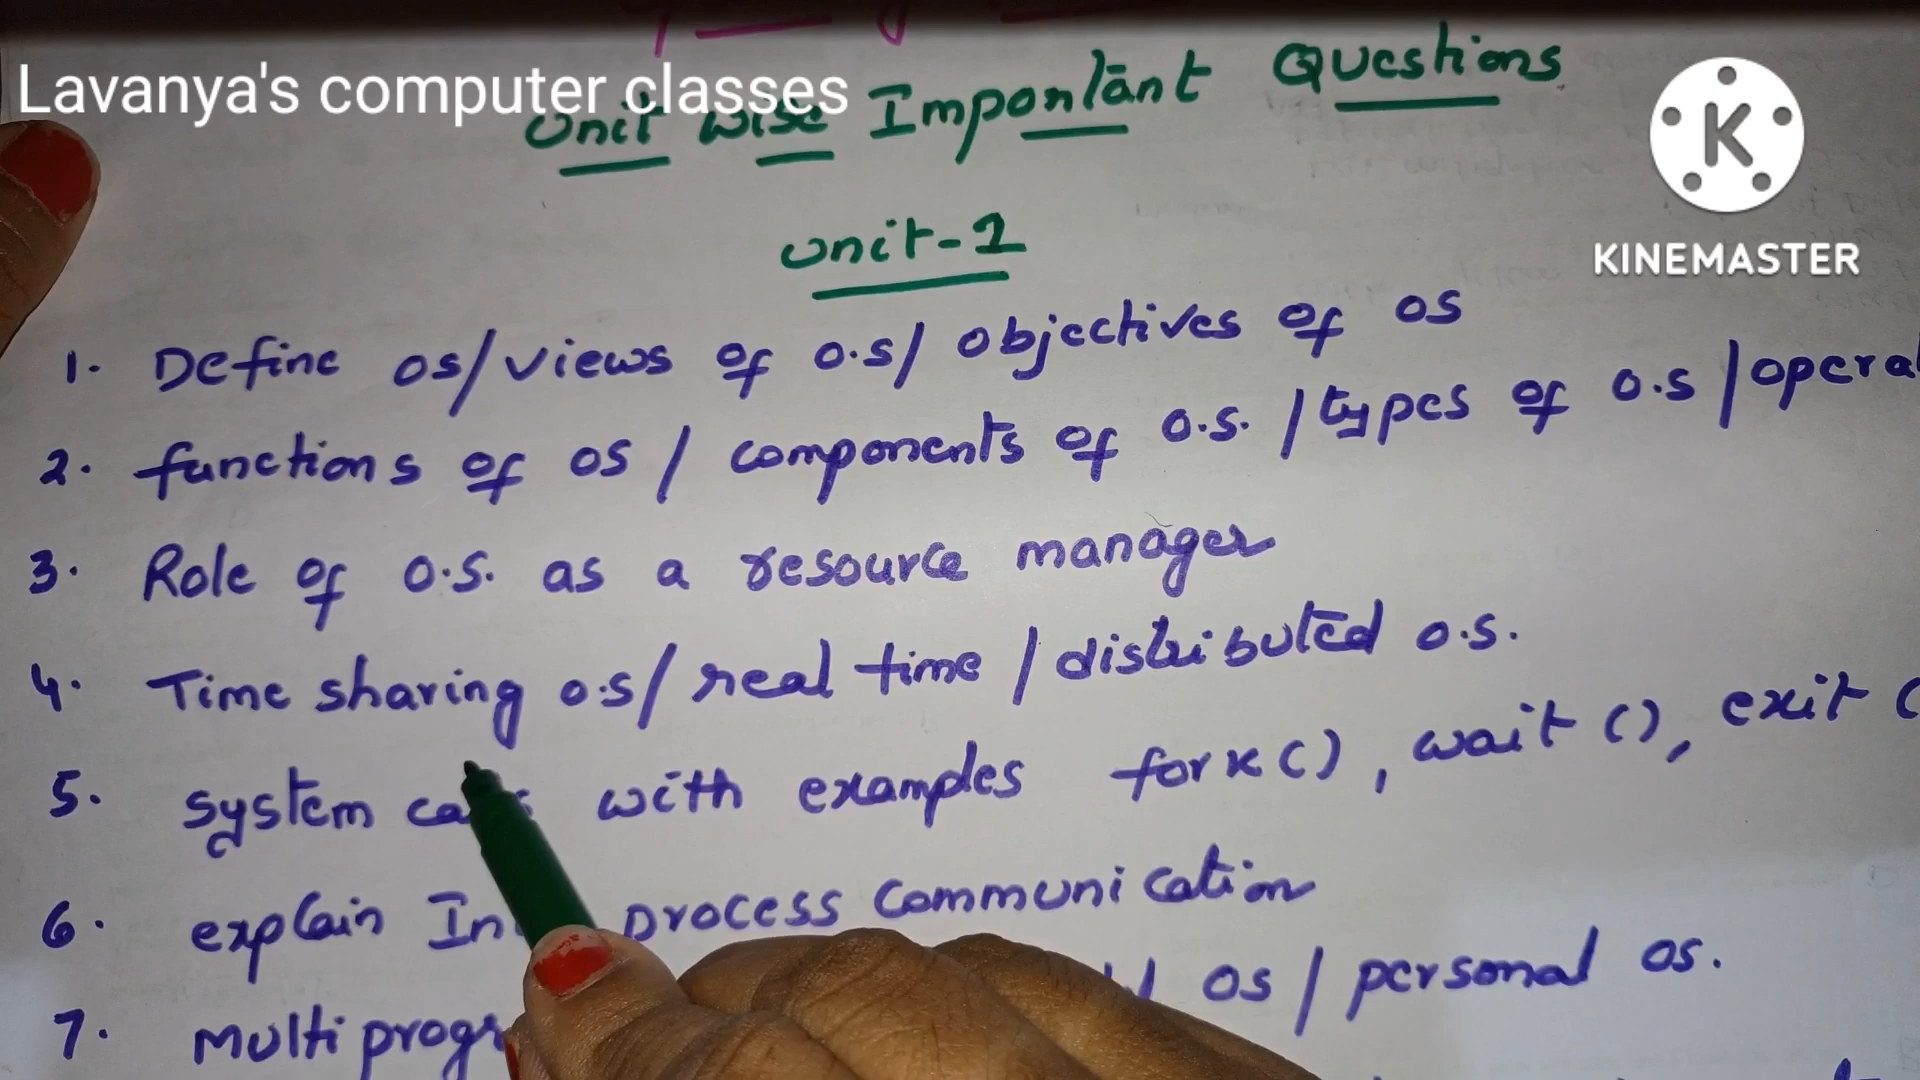 Lavanya's computer classes
Unit wise Important Questions
K
KINEMASTER
Unit-1
1. Define os/views of o.s/ objectives of os
2. functions of os / components of o.s. /types of o.s /opera
3. Role of o.s. as a resource manager
4. Time sharing o.s/ real time / distributed o.s.
5. system with examples fork(), wait (), exit (
6. explain process communication
7. Multi os / personal os.